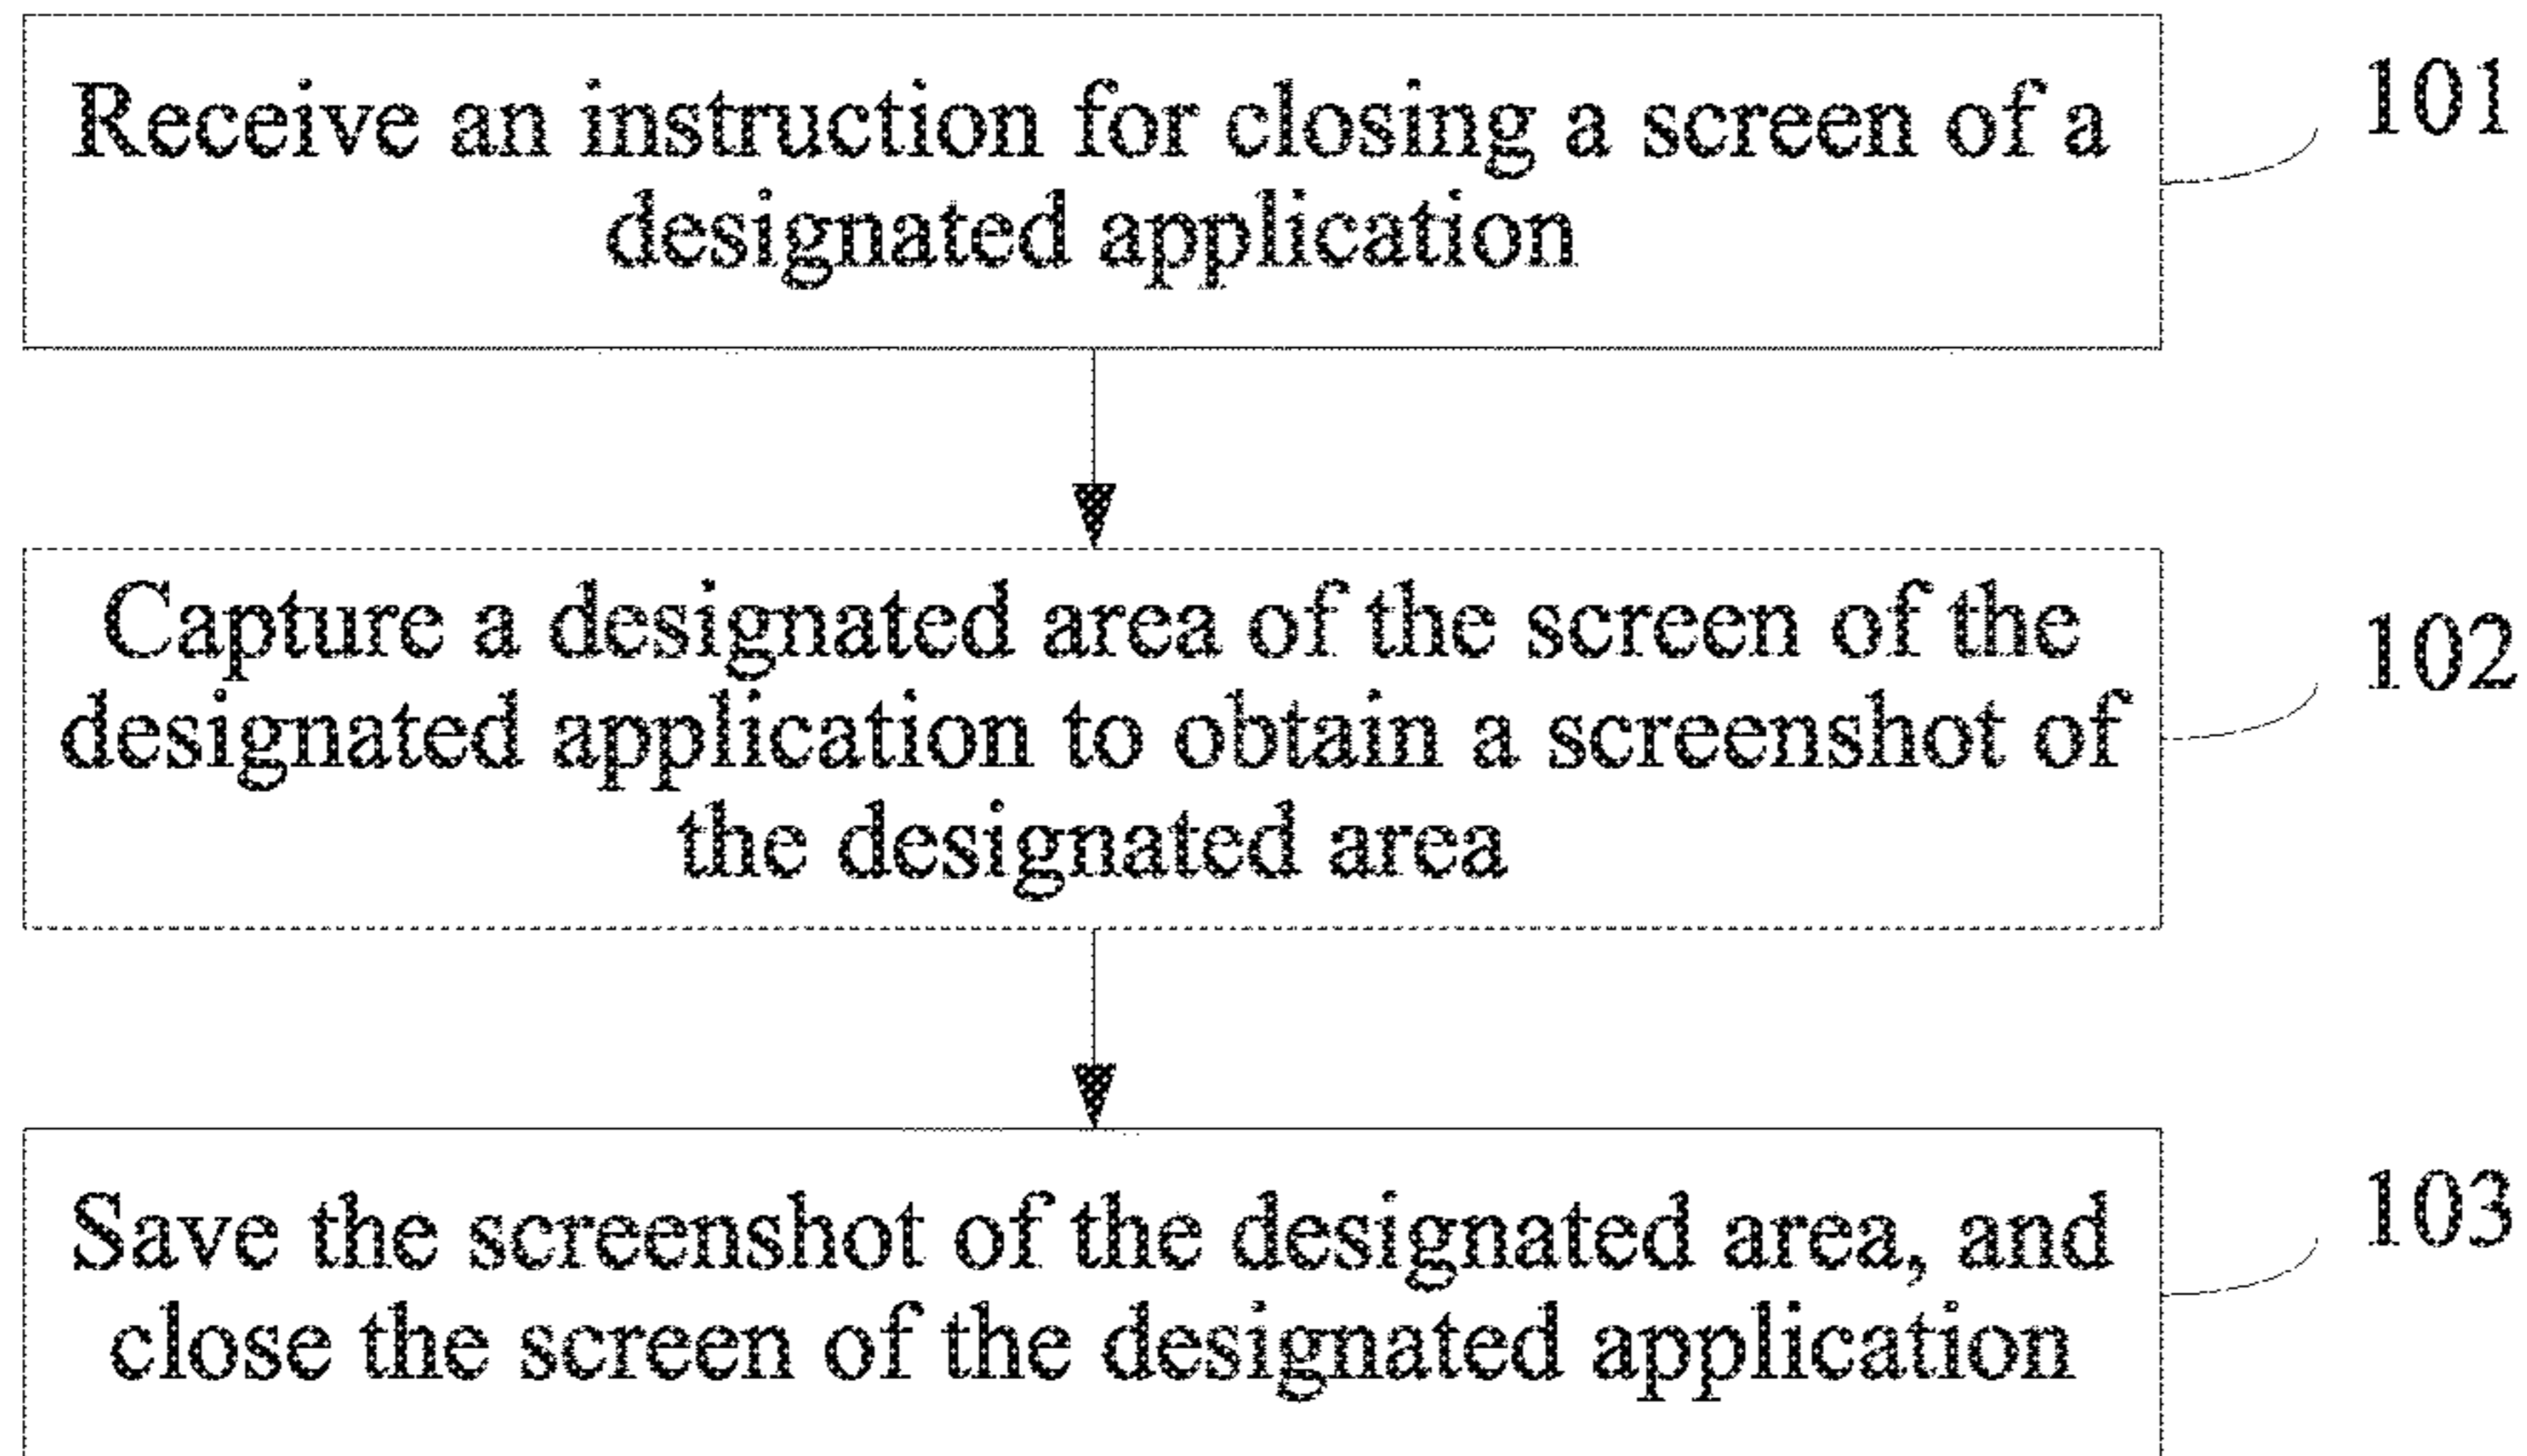 Receive an instruction for closing a screen of a
designated application
101
Capture a designated area of the screen of the
designated application to obtain a screenshot of
the designated area
102
Save the screenshot of the designated area, and
close the screen of the designated application
103